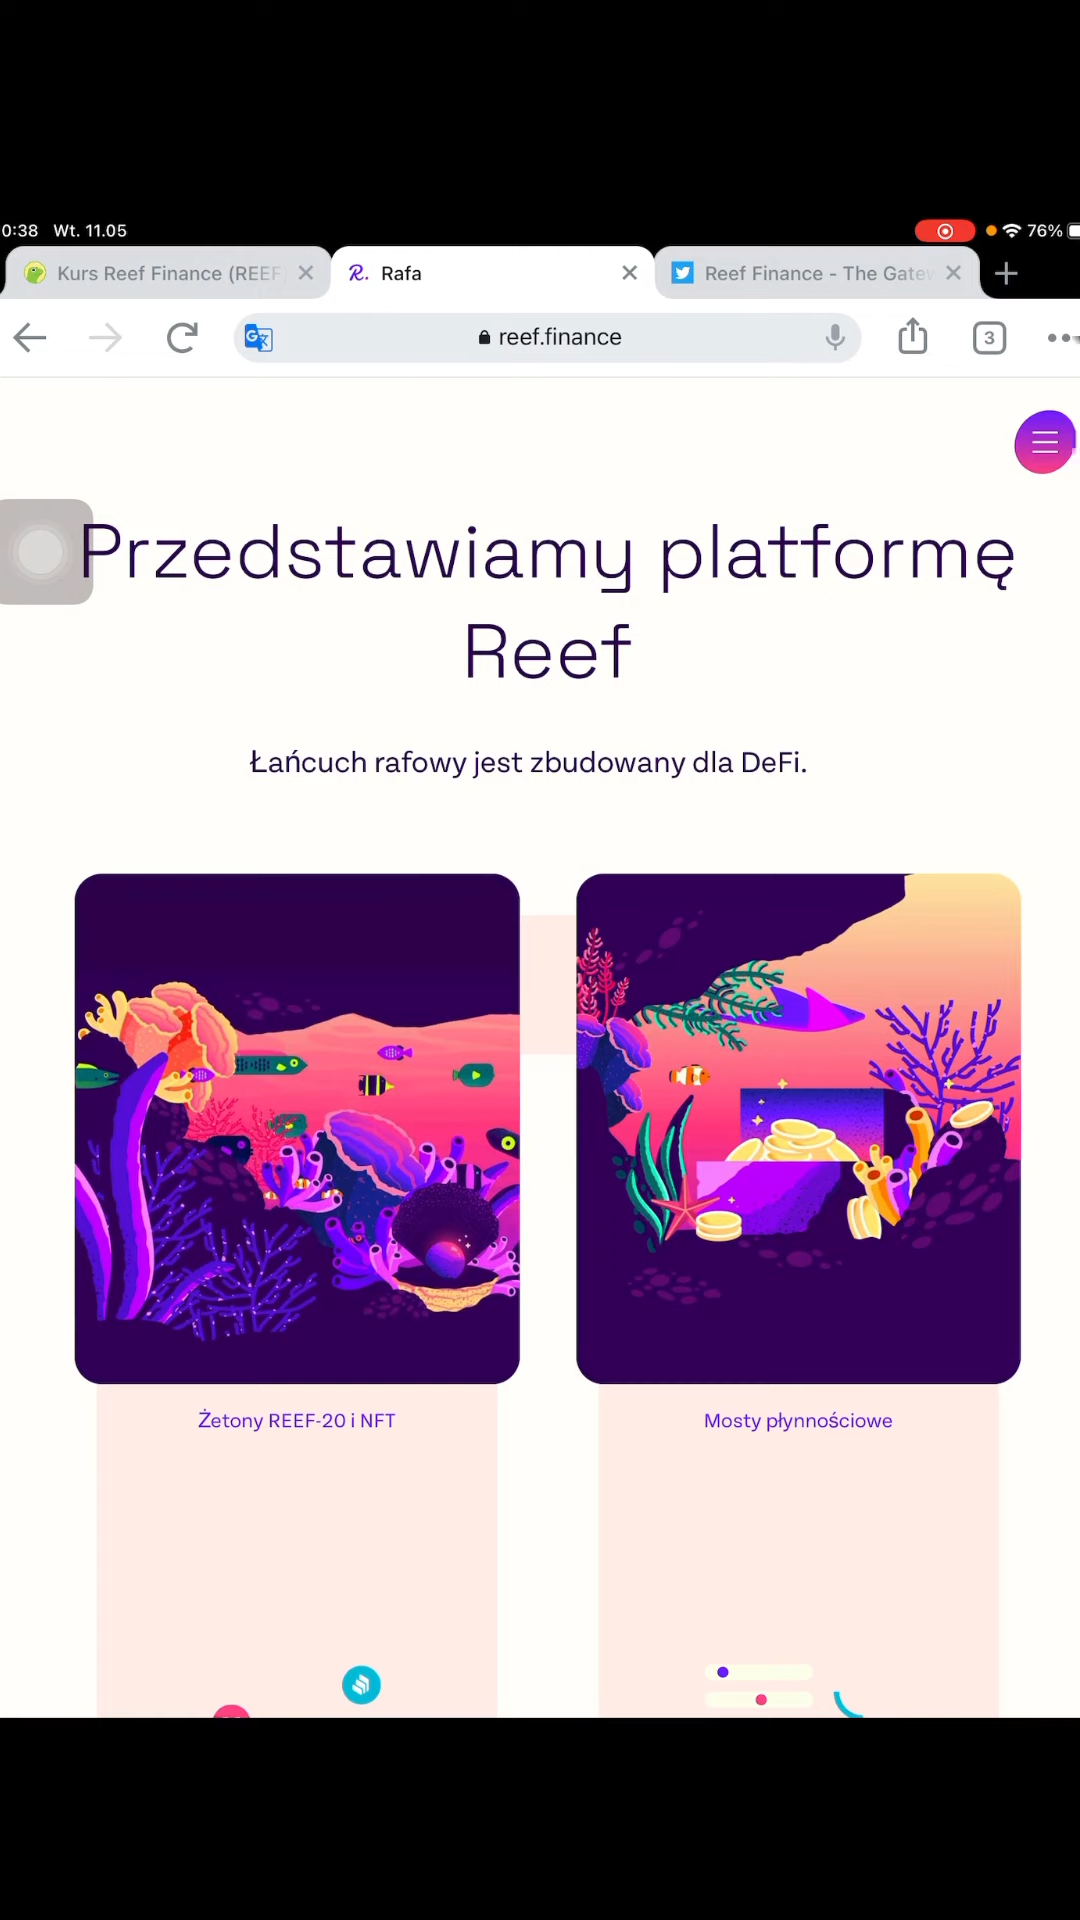 0:38 Wt. 11.05 76%
Kurs Reef Finance (REEF) Rafa Reef Finance - The Gatew
reef.finance 3
Przedstawiamy platformę
Reef
Łańcuch rafowy jest zbudowany dla DeFi.
Żetony REEF-20 i NFT
Mosty płynnościowe